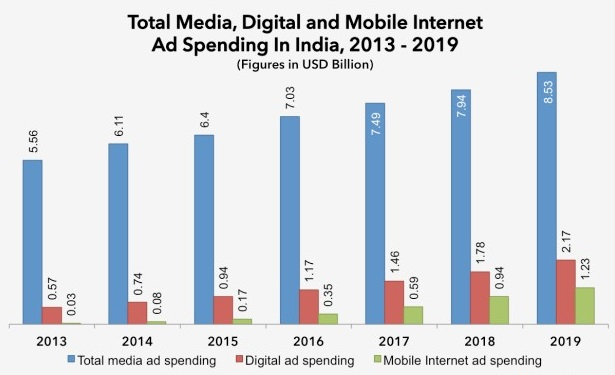 Total Media, Digital and Mobile Internet
Ad Spending In India, 2013 - 2019
(Figures in USD Billion)
5.56 0.57 0.03 6.11 0.74 0.08 6.4 0.94 0.17 7.03 1.17 0.35 7.49 1.46 0.59 7.94 1.78 0.94 8.53 2.17 1.23
2013 2014 2015 2016 2017 2018 2019
Total media ad spending Digital ad spending Mobile Internet ad spending